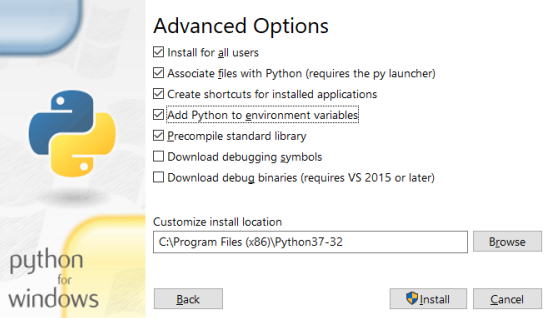 Advanced Options
Install for all users
Associate files with Python (requires the py launcher)
Create shortcuts for installed applications
Add Python to environment variables
Precompile standard library
Download debugging symbols
Download debug binaries (requires VS 2015 or later)
Customize install location
C:\Program Files (x86)\Python37-32
Browse
python
for
windows
Back
Install
Cancel